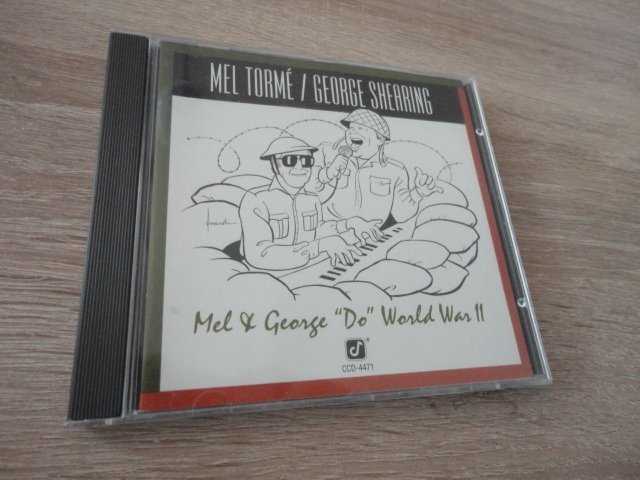 MEL TORMÉ / GEORGE SHEARING
Mel & George "Do" World War II
CCD-4471